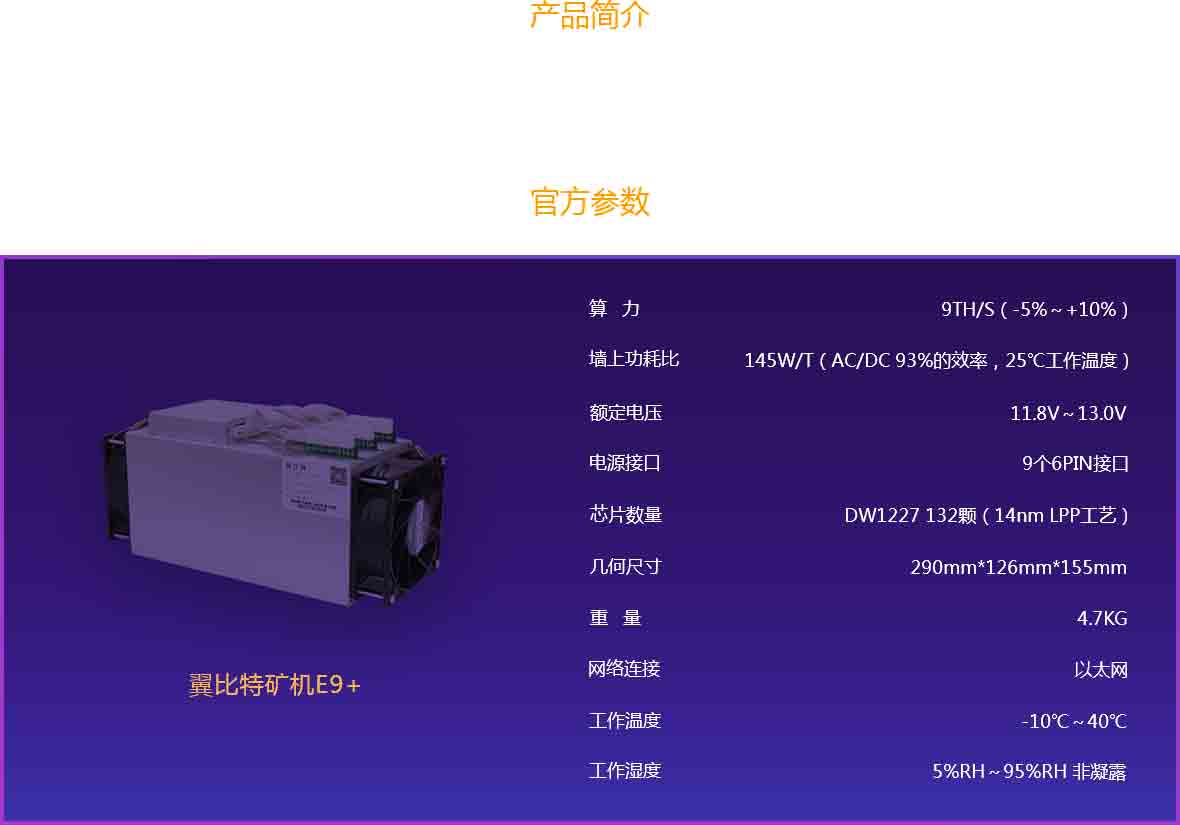 产品简介
官方参数
算 力 9TH/S ( -5%～+10% )
墙上功耗比 145W/T ( AC/DC 93%的效率，25℃工作温度 )
额定电压 11.8V～13.0V
电源接口 9个6PIN接口
芯片数量 DW1227 132颗 ( 14nm LPP工艺 )
几何尺寸 290mm*126mm*155mm
重 量 4.7KG
网络连接 以太网
工作温度 -10℃～40℃
工作湿度 5%RH～95%RH 非凝露
翼比特矿机E9+